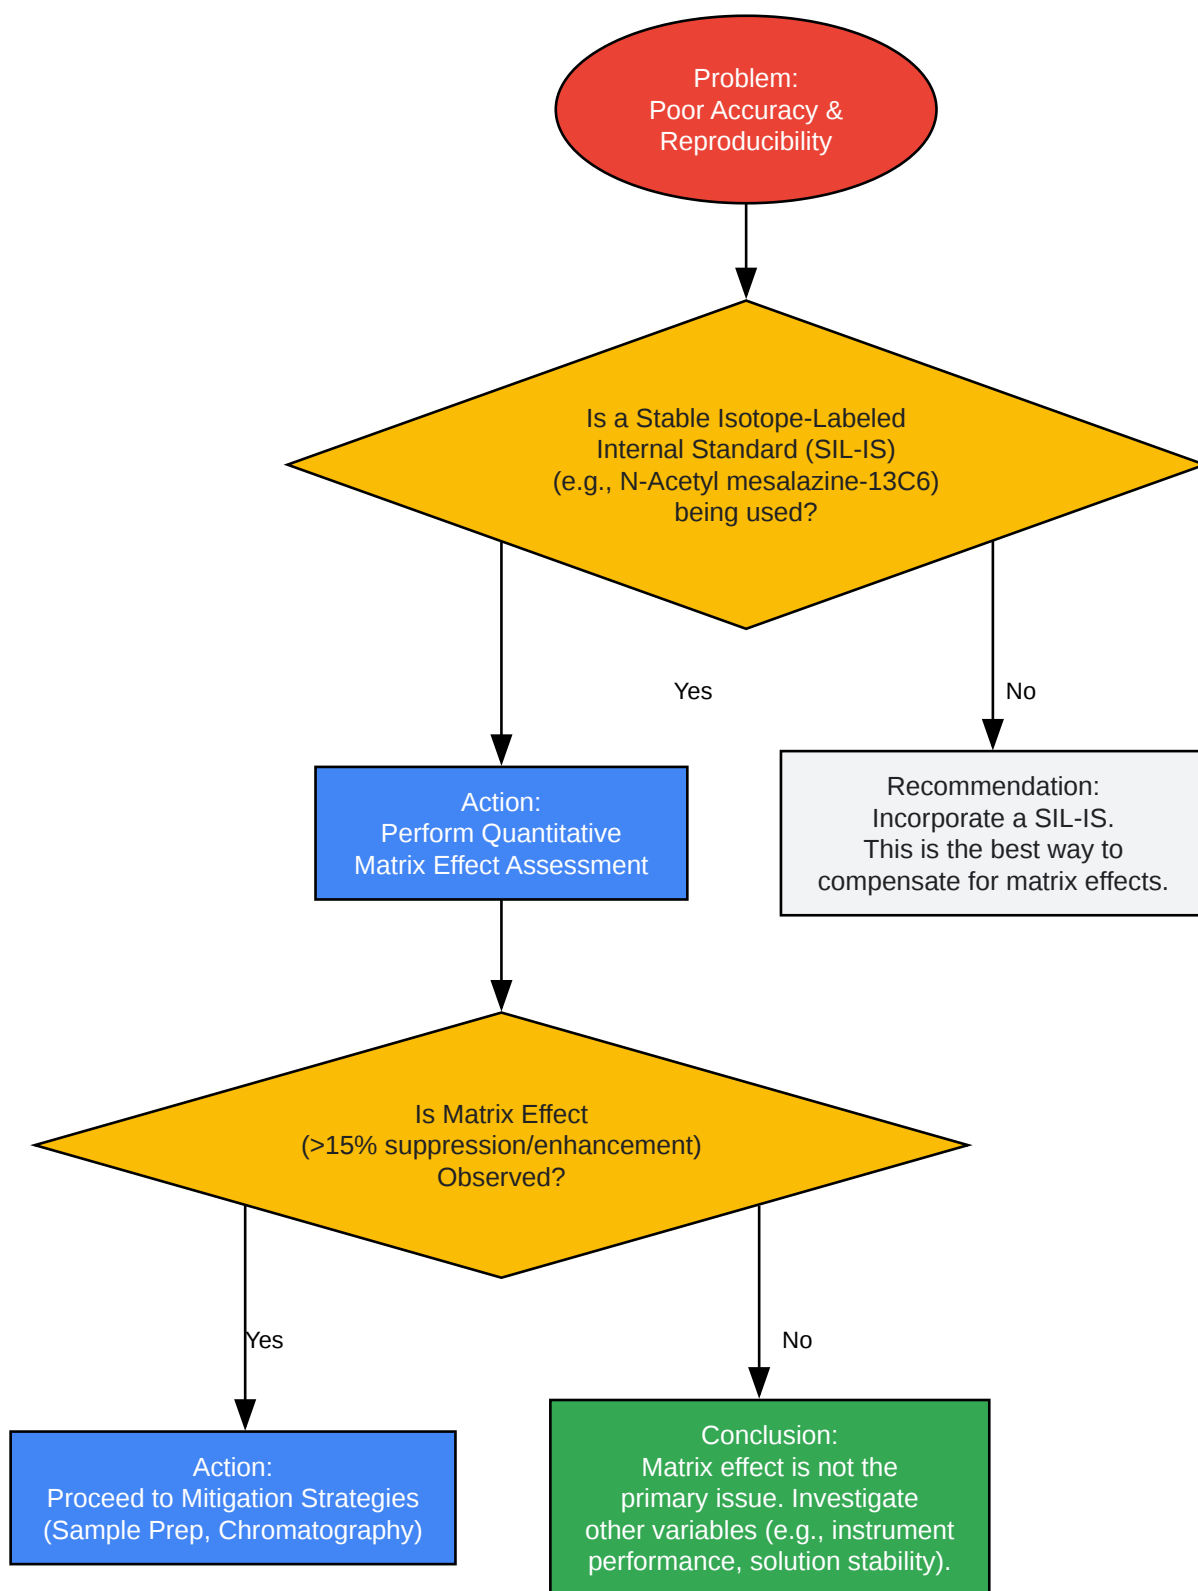 Problem:
Poor Accuracy &
Reproducibility
Is a Stable Isotope-Labeled
Internal Standard (SIL-IS)
(e.g., N-Acetyl mesalazine-13C6)
being used?
Yes
No
Action:
Perform Quantitative
Matrix Effect Assessment
Recommendation:
Incorporate a SIL-IS.
This is the best way to
compensate for matrix effects.
Is Matrix Effect
(>15% suppression/enhancement)
Observed?
Yes
No
Action:
Proceed to Mitigation Strategies
(Sample Prep, Chromatography)
Conclusion:
Matrix effect is not the
primary issue. Investigate
other variables (e.g., instrument
performance, solution stability).